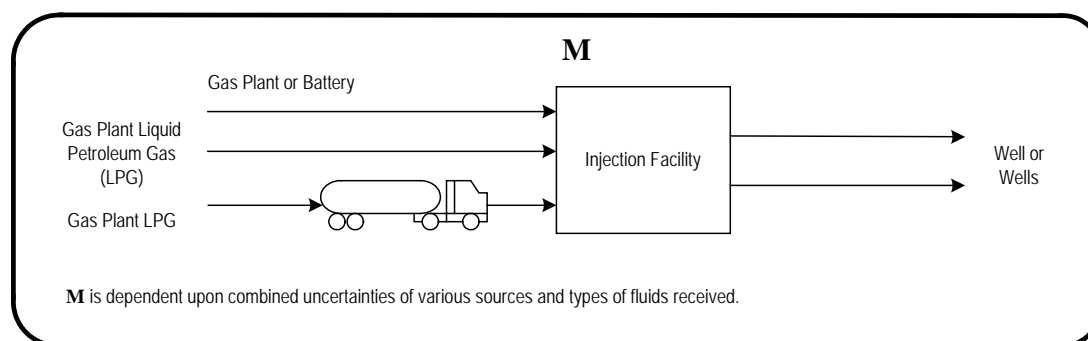 M
Gas Plant or Battery
Gas Plant Liquid
Petroleum Gas
(LPG)
Gas Plant LPG
Injection Facility
Well or
Wells
M is dependent upon combined uncertainties of various sources and types of fluids received.